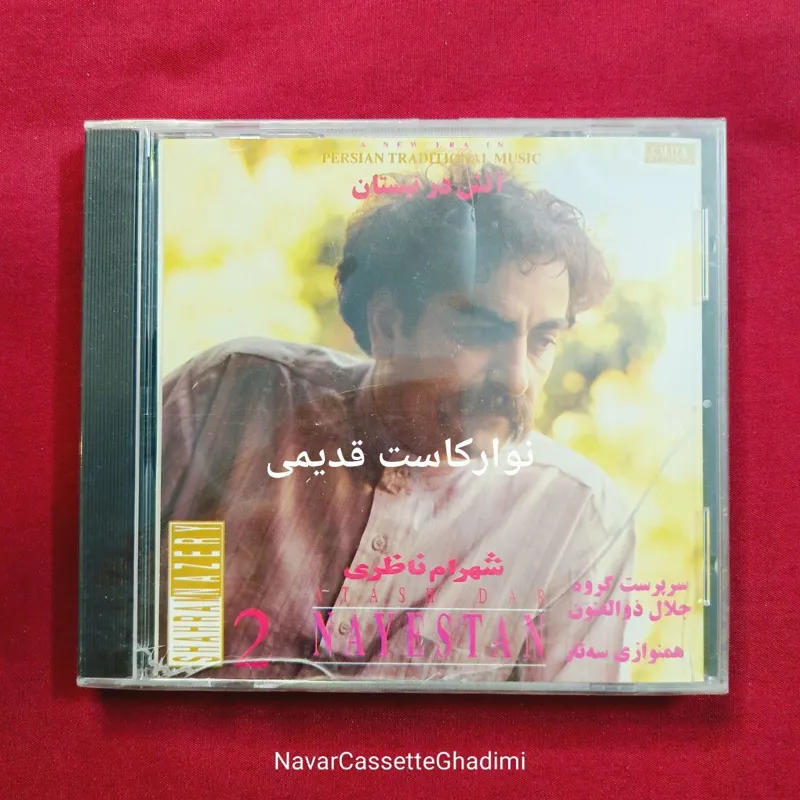 A NEW ERA IN
PERSIAN TRADITIONAL MUSIC
آتش در نیستان
نوارکاست قدیمی
شهرام ناظری
ATASH DAR
NAYESTAN
2
SHAHRAM NAZERY
سرپرست گروه
جلال ذوالفنون
همنوازی سه‌تار
NavarCassetteGhadimi